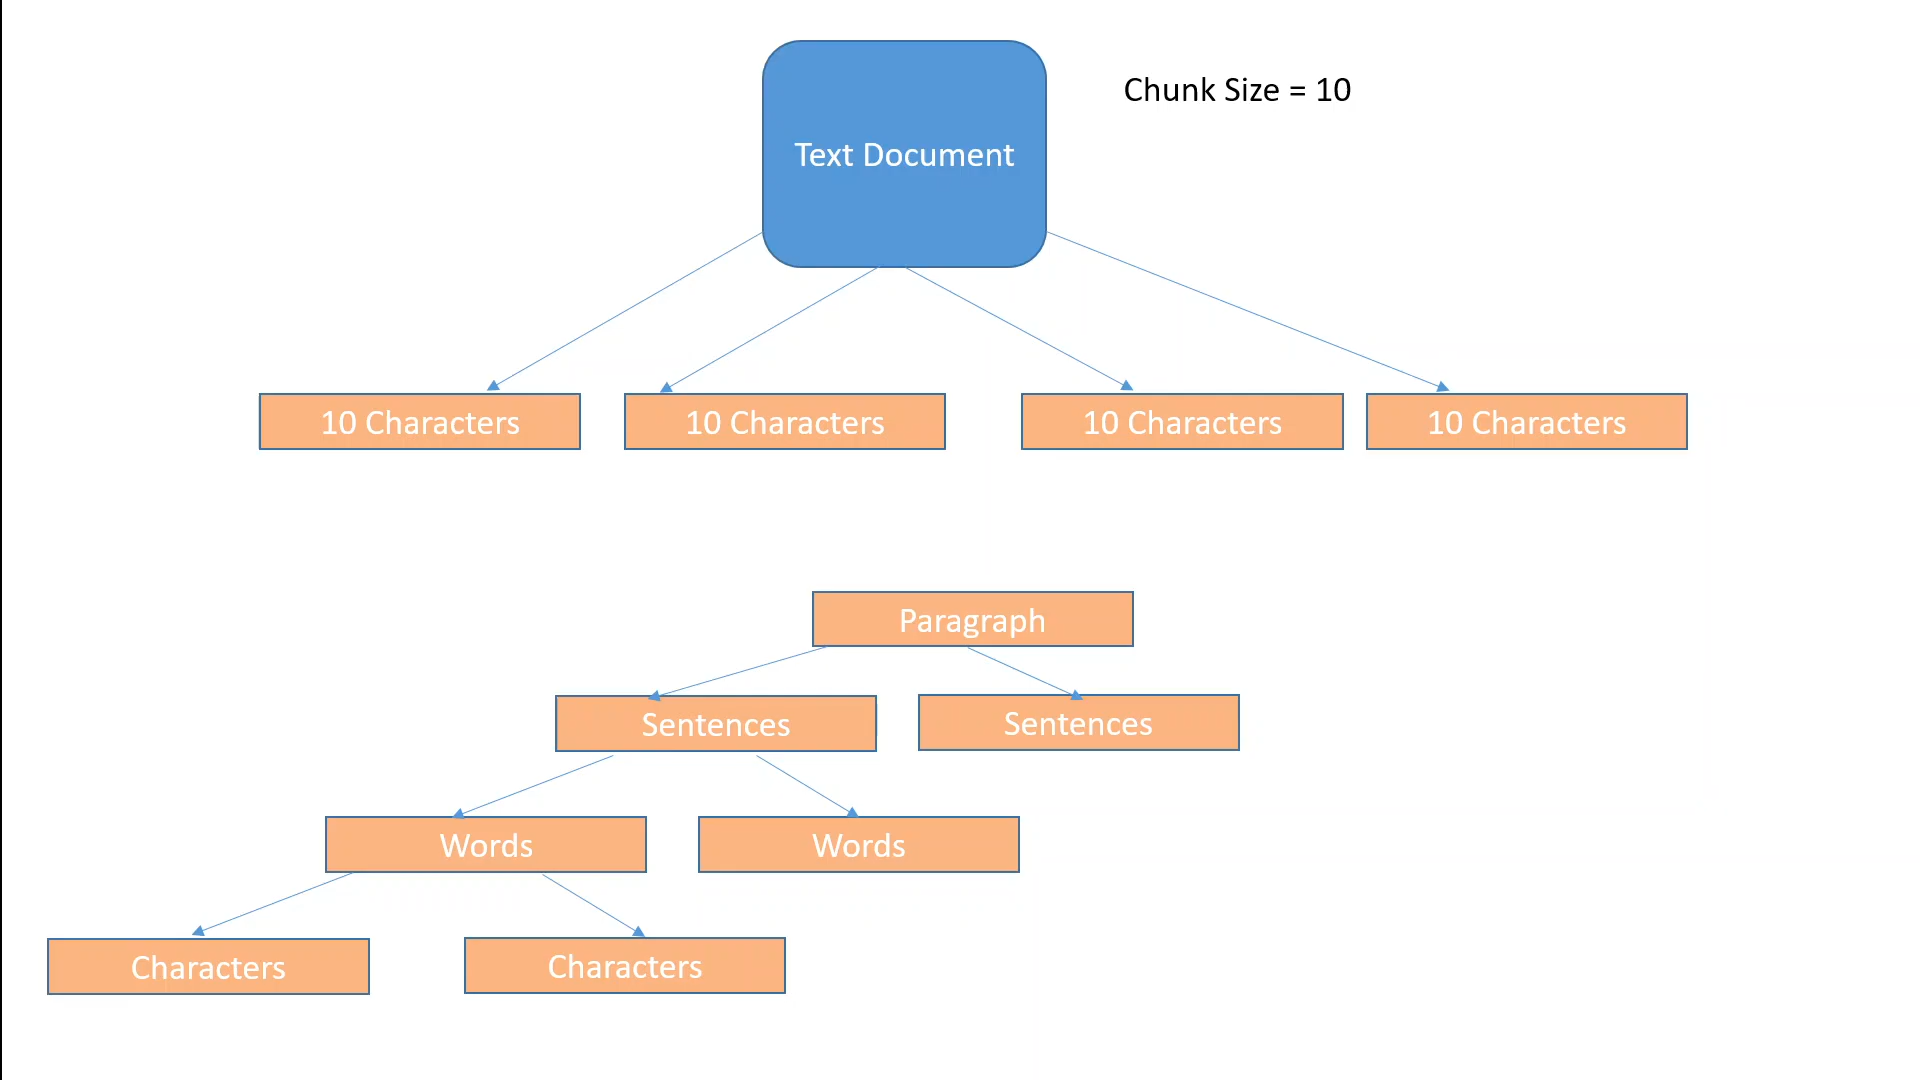 Text Document
Chunk Size = 10
10 Characters
10 Characters
10 Characters
10 Characters
Paragraph
Sentences
Sentences
Words
Words
Characters
Characters